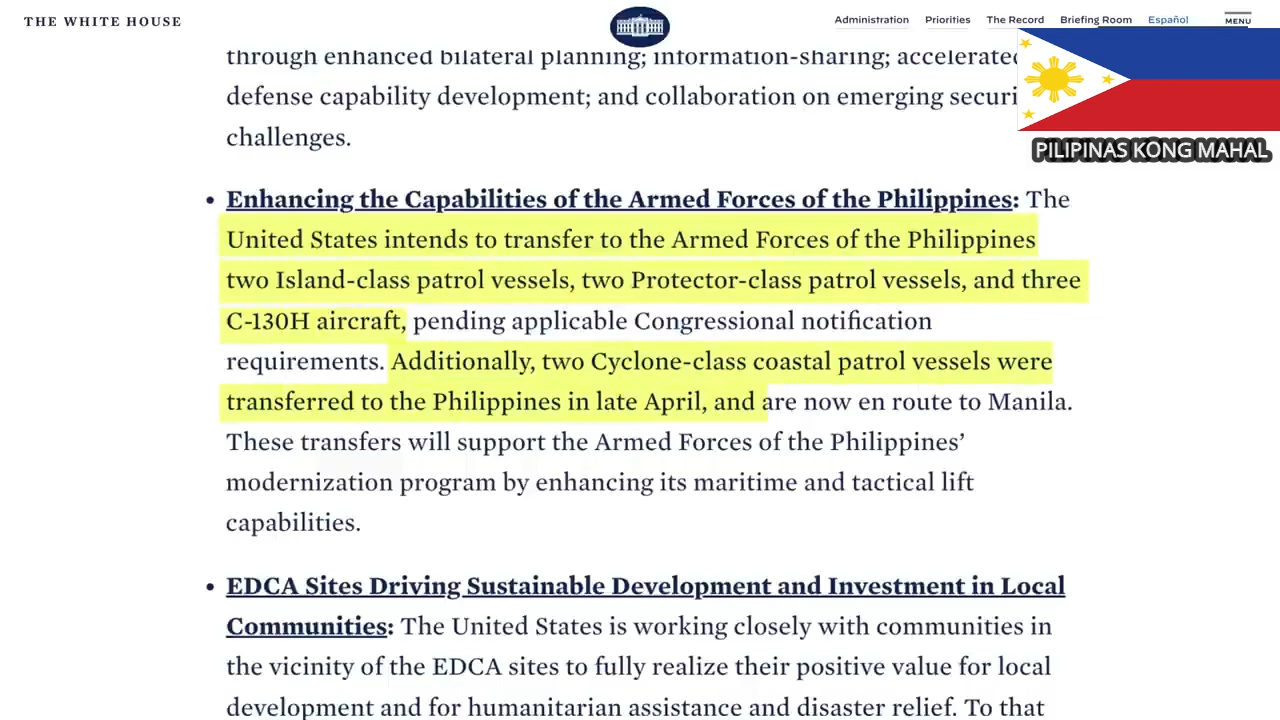 THE WHITE HOUSE
Administration Priorities The Record Briefing Room Español MENU
through enhanced bilateral planning; information-sharing; accelerated
defense capability development; and collaboration on emerging securi
challenges.
PILIPINAS KONG MAHAL
• Enhancing the Capabilities of the Armed Forces of the Philippines: The
United States intends to transfer to the Armed Forces of the Philippines
two Island-class patrol vessels, two Protector-class patrol vessels, and three
C-130H aircraft, pending applicable Congressional notification
requirements. Additionally, two Cyclone-class coastal patrol vessels were
transferred to the Philippines in late April, and are now en route to Manila.
These transfers will support the Armed Forces of the Philippines’
modernization program by enhancing its maritime and tactical lift
capabilities.
• EDCA Sites Driving Sustainable Development and Investment in Local
Communities: The United States is working closely with communities in
the vicinity of the EDCA sites to fully realize their positive value for local
development and for humanitarian assistance and disaster relief. To that